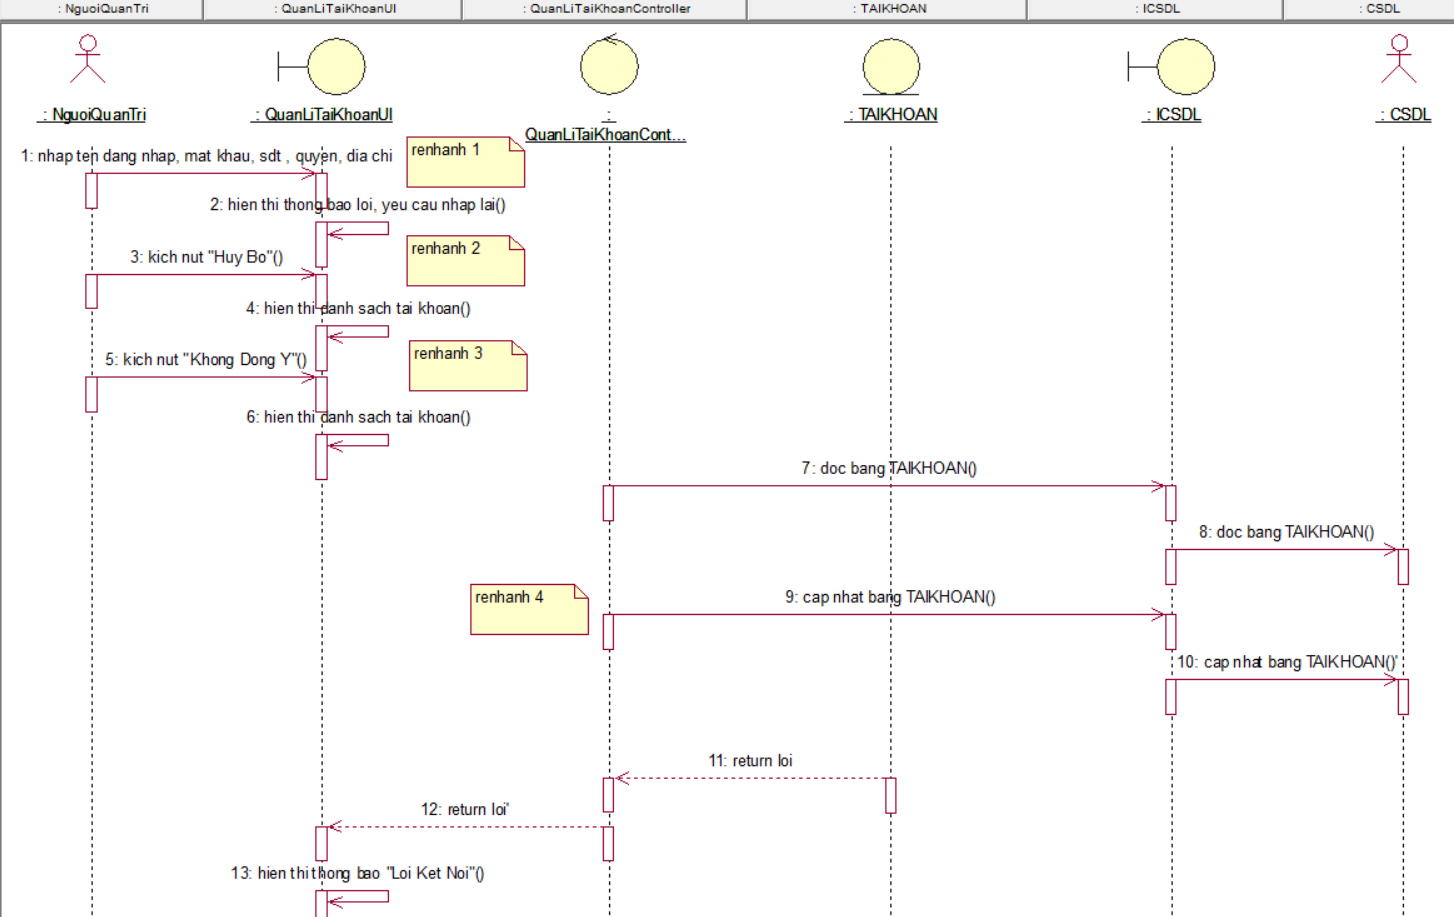 : NguoiQuanTri
: QuanLiTaiKhoanUI
: QuanLiTaiKhoanController
: TAIKHOAN
: ICSDL
: CSDL
: NguoiQuanTri
: QuanLiTaiKhoanUI
:
QuanLiTaiKhoanCont...
: TAIKHOAN
: ICSDL
: CSDL
1: nhap ten dang nhap, mat khau, sdt , quyen, dia chi
renhanh 1
2: hien thi thong bao loi, yeu cau nhap lai()
renhanh 2
3: kich nut "Huy Bo"()
4: hien thi danh sach tai khoan()
renhanh 3
5: kich nut "Khong Dong Y"()
6: hien thi danh sach tai khoan()
7: doc bang TAIKHOAN()
8: doc bang TAIKHOAN()
renhanh 4
9: cap nhat bang TAIKHOAN()
10: cap nhat bang TAIKHOAN()'
11: return loi
12: return loi'
13: hien thi thong bao "Loi Ket Noi"()